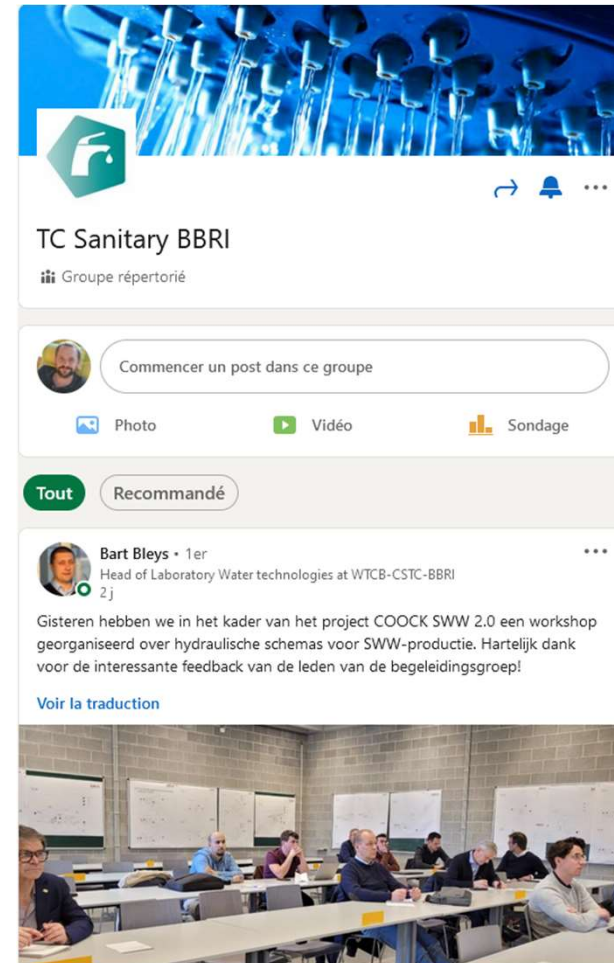 TC Sanitary BBRI
Groupe répertorié
Commencer un post dans ce groupe
Photo
Vidéo
Sondage
Tout
Recommandé
Bart Bleys • 1er
Head of Laboratory Water technologies at WTCB-CSTC-BBRI
2 j
Gisteren hebben we in het kader van het project COOCK SWW 2.0 een workshop
georganiseerd over hydraulische schemas voor SWW-productie. Hartelijk dank
voor de interessante feedback van de leden van de begeleidingsgroep!
Voir la traduction